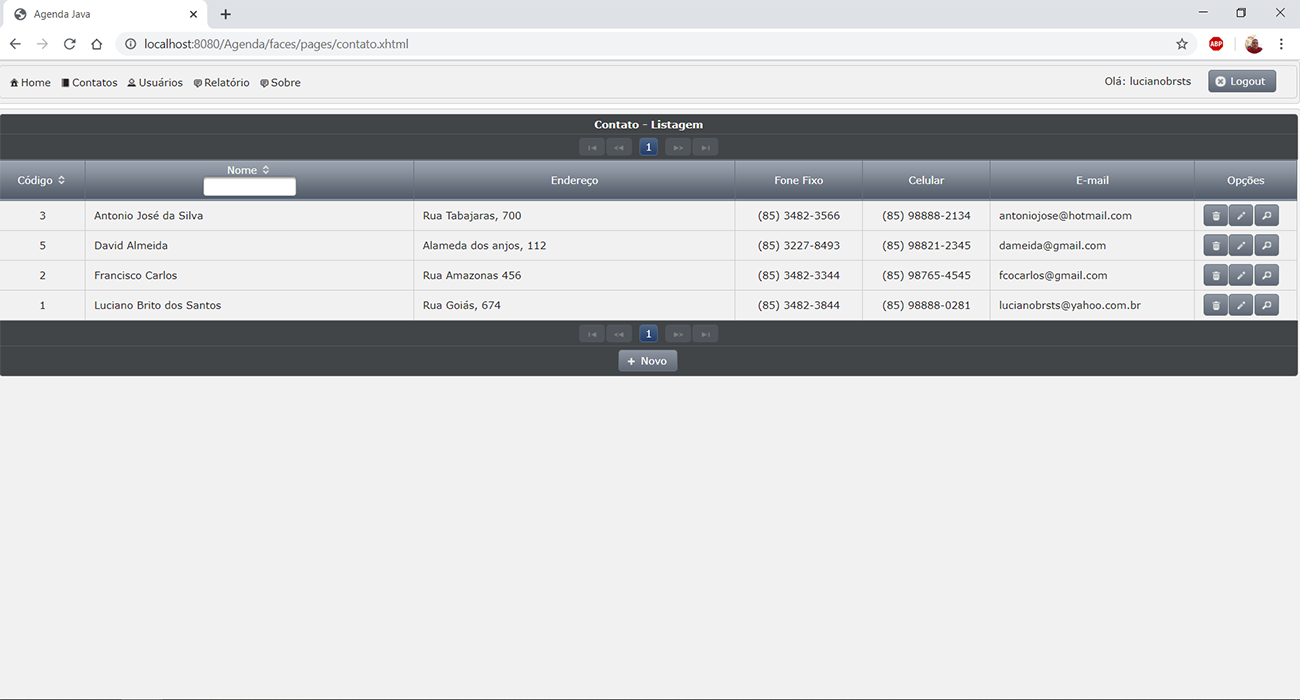 Agenda Java
localhost:8080/Agenda/faces/pages/contato.xhtml
ABP
Home Contatos Usuários Relatório Sobre Olá: lucianobrsts Logout
Contato - Listagem
1
Código Nome Endereço Fone Fixo Celular E-mail Opções
3 Antonio José da Silva Rua Tabajaras, 700 (85) 3482-3566 (85) 98888-2134 antoniojose@hotmail.com
5 David Almeida Alameda dos anjos, 112 (85) 3227-8493 (85) 98821-2345 dameida@gmail.com
2 Francisco Carlos Rua Amazonas 456 (85) 3482-3344 (85) 98765-4545 fcocarlos@gmail.com
1 Luciano Brito dos Santos Rua Goiás, 674 (85) 3482-3844 (85) 98888-0281 lucianobrsts@yahoo.com.br
1
+ Novo